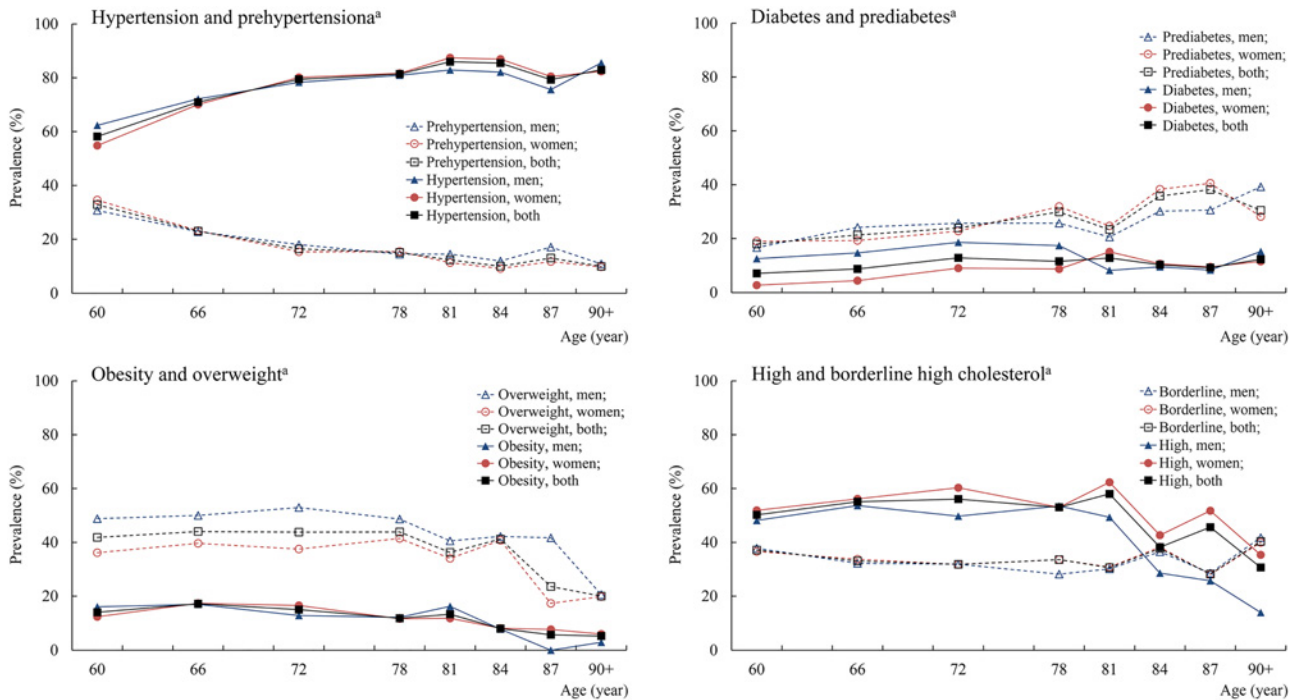 Hypertension and prehypertensionaᵃ
Prevalence (%)
100
80
60
40
20
0
Prehypertension, men;
Prehypertension, women;
Prehypertension, both;
Hypertension, men;
Hypertension, women;
Hypertension, both
60 66 72 78 81 84 87 90+
Age (year)
Diabetes and prediabetesᵃ
Prevalence (%)
100
80
60
40
20
0
Prediabetes, men;
Prediabetes, women;
Prediabetes, both;
Diabetes, men;
Diabetes, women;
Diabetes, both
60 66 72 78 81 84 87 90+
Age (year)
Obesity and overweightᵃ
Prevalence (%)
100
80
60
40
20
0
Overweight, men;
Overweight, women;
Overweight, both;
Obesity, men;
Obesity, women;
Obesity, both
60 66 72 78 81 84 87 90+
Age (year)
High and borderline high cholesterolᵃ
Prevalence (%)
100
80
60
40
20
0
Borderline, men;
Borderline, women;
Borderline, both;
High, men;
High, women;
High, both
60 66 72 78 81 84 87 90+
Age (year)